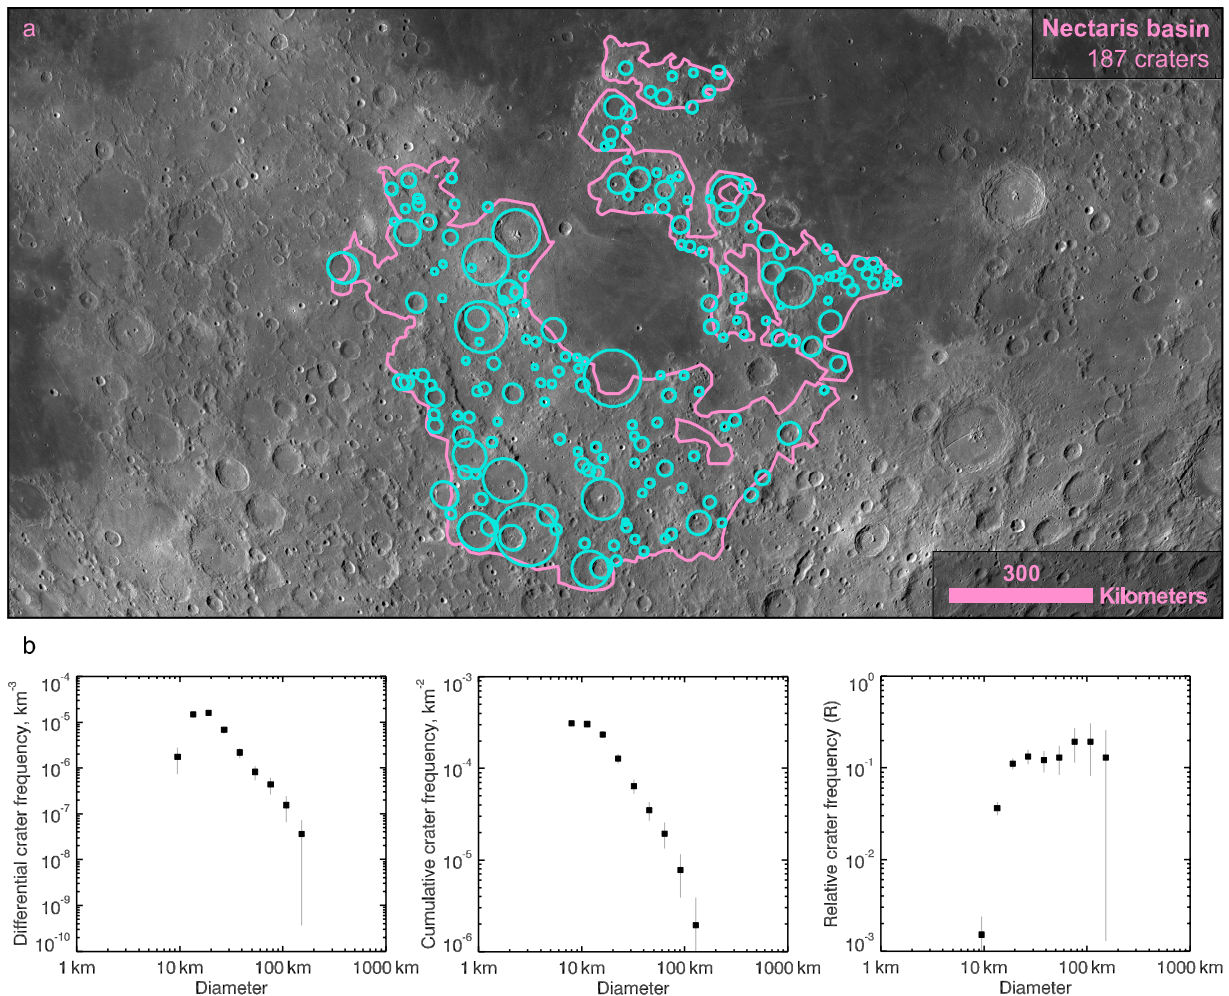 a
Nectaris basin
187 craters
300
Kilometers
b
Differential crater frequency, km-3
10-4
10-5
10-6
10-7
10-8
10-9
10-10
1 km 10 km 100 km 1000 km
Diameter
Cumulative crater frequency, km-2
10-3
10-4
10-5
10-6
1 km 10 km 100 km 1000 km
Diameter
Relative crater frequency (R)
100
10-1
10-2
10-3
1 km 10 km 100 km 1000 km
Diameter